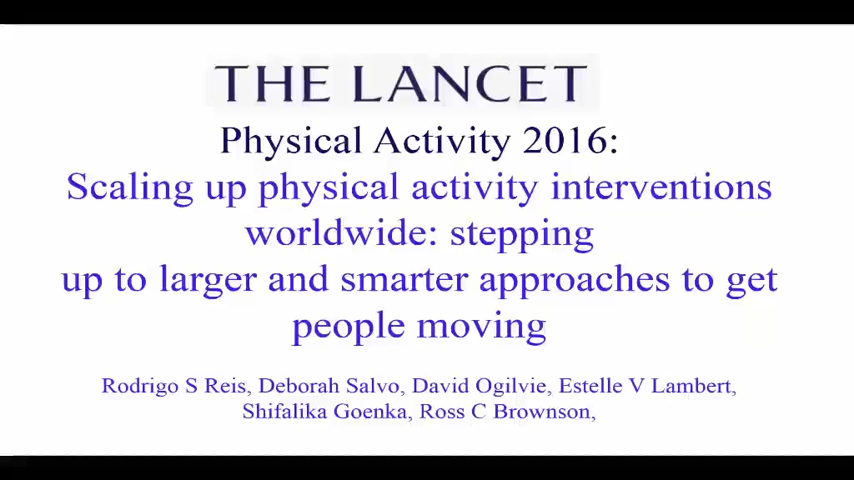 THE LANCET
Physical Activity 2016:
Scaling up physical activity interventions
worldwide: stepping
up to larger and smarter approaches to get
people moving
Rodrigo S Reis, Deborah Salvo, David Ogilvie, Estelle V Lambert,
Shifalika Goenka, Ross C Brownson,